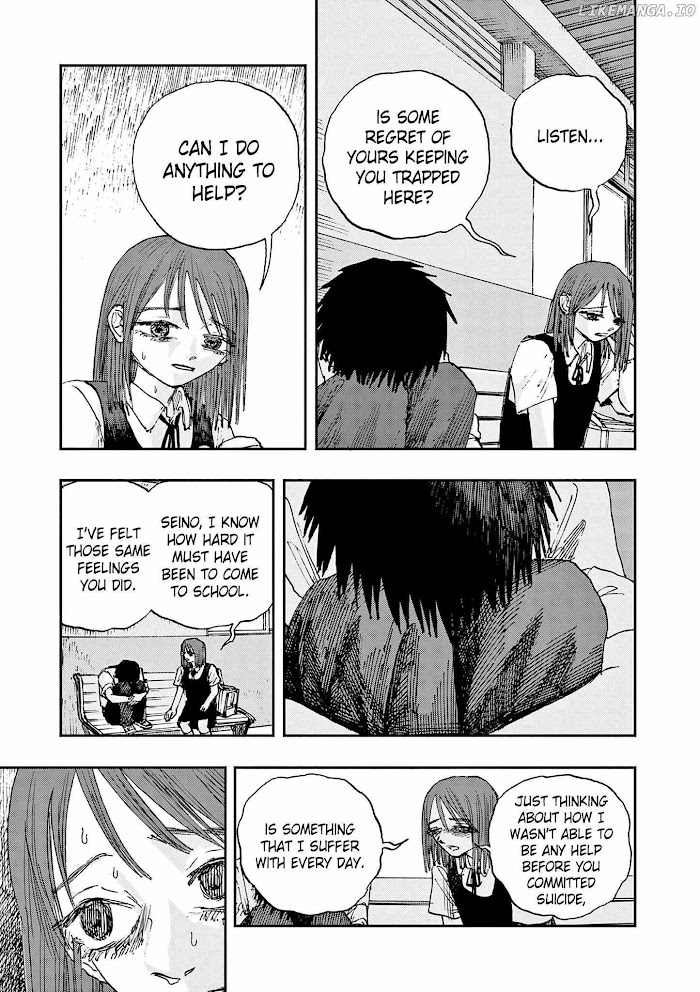 LIKEMANGA.IO
LISTEN...
IS SOME
REGRET OF
YOURS KEEPING
YOU TRAPPED
HERE?
CAN I DO
ANYTHING TO
HELP?
SEINO, I KNOW
HOW HARD IT
MUST HAVE
BEEN TO COME
TO SCHOOL.
I'VE FELT
THOSE SAME
FEELINGS
YOU DID.
JUST THINKING
ABOUT HOW I
WASN'T ABLE TO
BE ANY HELP
BEFORE YOU
COMMITTED
SUICIDE,
IS SOMETHING
THAT I SUFFER
WITH EVERY DAY.